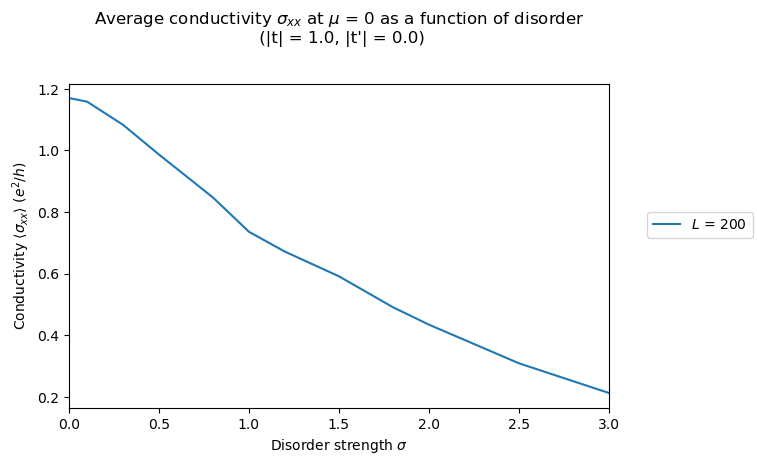 Average conductivity σxx at μ = 0 as a function of disorder
(|t| = 1.0, |t'| = 0.0)
1.2
1.0
0.8
0.6
0.4
0.2
Conductivity ⟨σxx⟩ (e²/h)
0.0 0.5 1.0 1.5 2.0 2.5 3.0
Disorder strength σ
L = 200